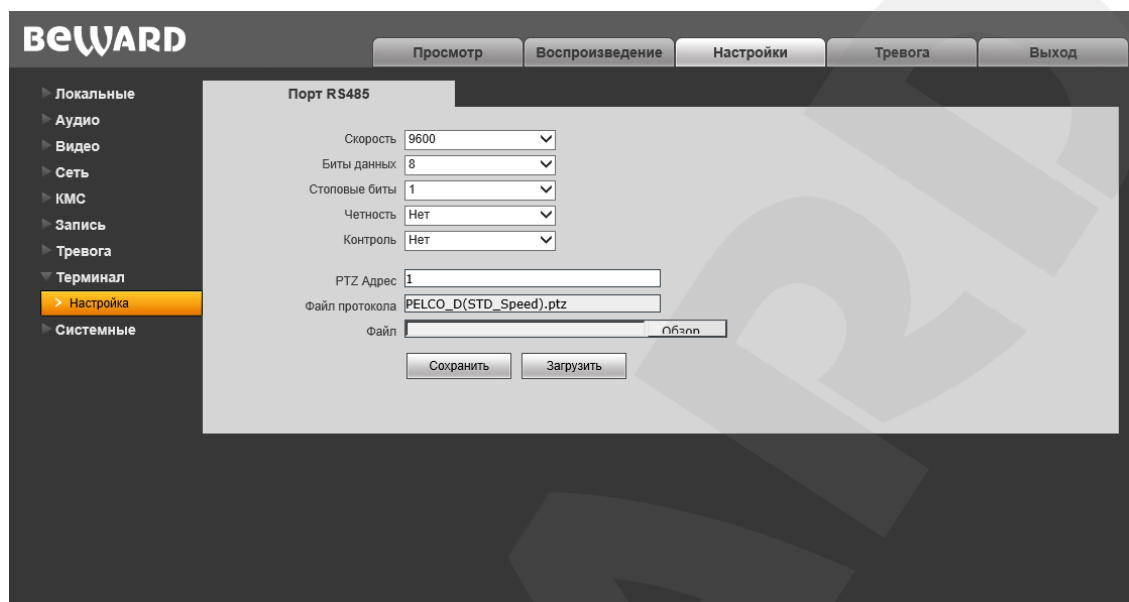 BEWARD
Просмотр Воспроизведение Настройки Тревога Выход
Локальные
Аудио
Видео
Сеть
КМС
Запись
Тревога
Терминал
> Настройка
Системные
Порт RS485
Скорость 9600
Биты данных 8
Стоповые биты 1
Четность Нет
Контроль Нет
PTZ Адрес 1
Файл протокола PELCO_D(STD_Speed).ptz
Файл Обзор
Сохранить Загрузить